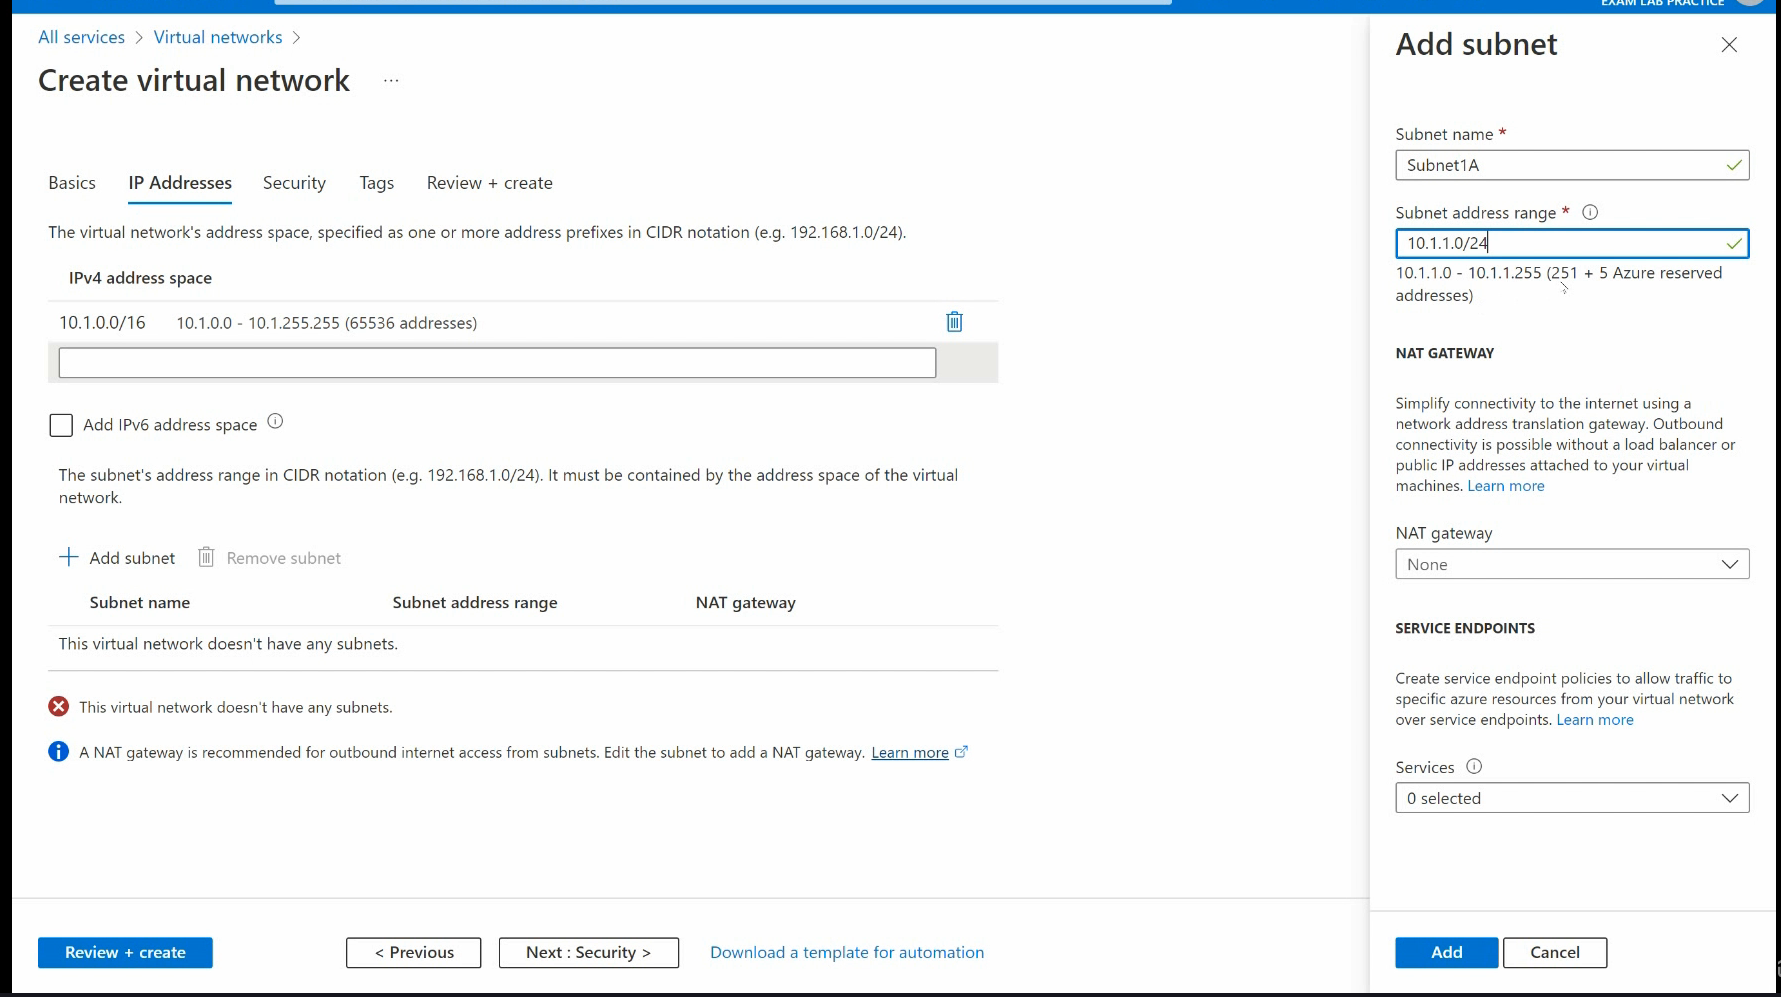 EXAM LAB PRACTICE
All services > Virtual networks >
Create virtual network ...
Basics IP Addresses Security Tags Review + create
The virtual network's address space, specified as one or more address prefixes in CIDR notation (e.g. 192.168.1.0/24).
IPv4 address space
10.1.0.0/16 10.1.0.0 - 10.1.255.255 (65536 addresses)
Add IPv6 address space
The subnet's address range in CIDR notation (e.g. 192.168.1.0/24). It must be contained by the address space of the virtual
network.
+ Add subnet Remove subnet
Subnet name Subnet address range NAT gateway
This virtual network doesn't have any subnets.
This virtual network doesn't have any subnets.
A NAT gateway is recommended for outbound internet access from subnets. Edit the subnet to add a NAT gateway. Learn more
Review + create < Previous Next : Security > Download a template for automation
Add subnet
Subnet name *
Subnet1A
Subnet address range *
10.1.1.0/24
10.1.1.0 - 10.1.1.255 (251 + 5 Azure reserved
addresses)
NAT GATEWAY
Simplify connectivity to the internet using a
network address translation gateway. Outbound
connectivity is possible without a load balancer or
public IP addresses attached to your virtual
machines. Learn more
NAT gateway
None
SERVICE ENDPOINTS
Create service endpoint policies to allow traffic to
specific azure resources from your virtual network
over service endpoints. Learn more
Services
0 selected
Add Cancel